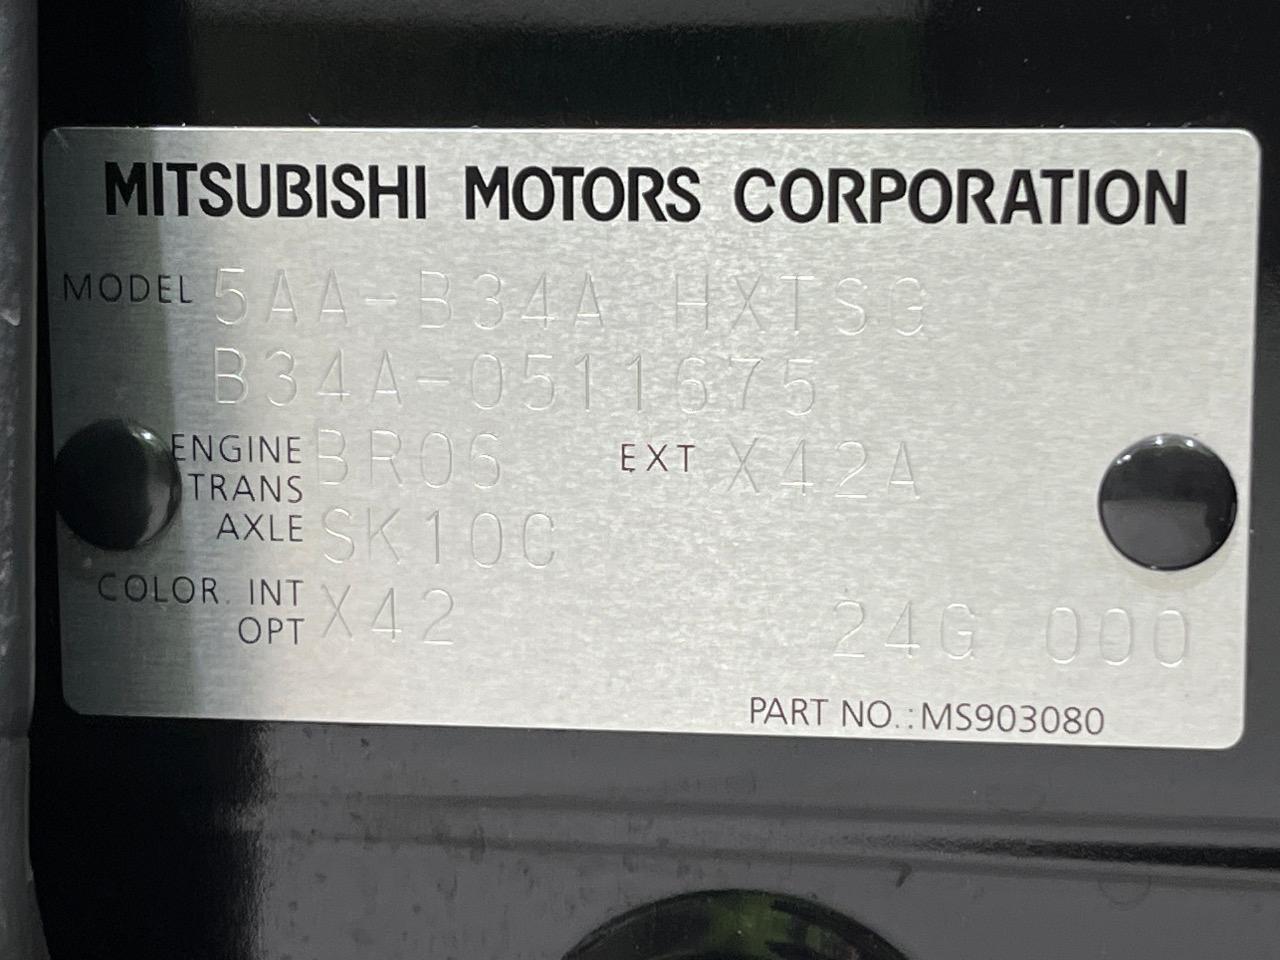 MITSUBISHI MOTORS CORPORATION
MODEL 5AA-B34A HXTSG
B34A-0511675
ENGINE BR06 EXT X42A
TRANS
AXLE SK10C
COLOR. INT X42
OPT 24G 000
PART NO.:MS903080